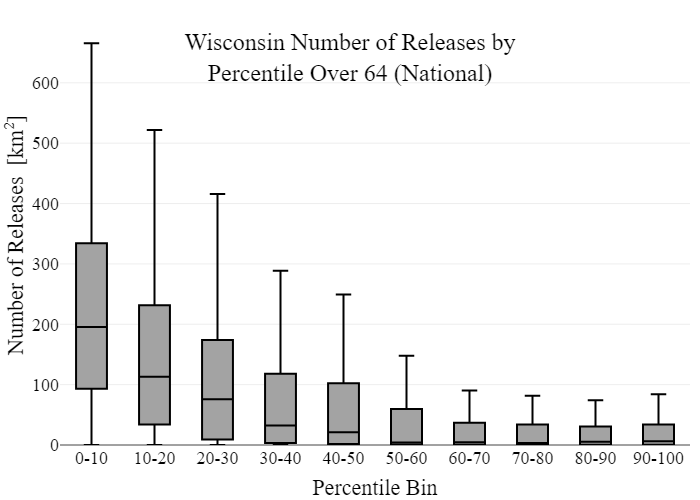 Wisconsin Number of Releases by
Percentile Over 64 (National)
Number of Releases [km²]
600
500
400
300
200
100
0
0-10 10-20 20-30 30-40 40-50 50-60 60-70 70-80 80-90 90-100
Percentile Bin